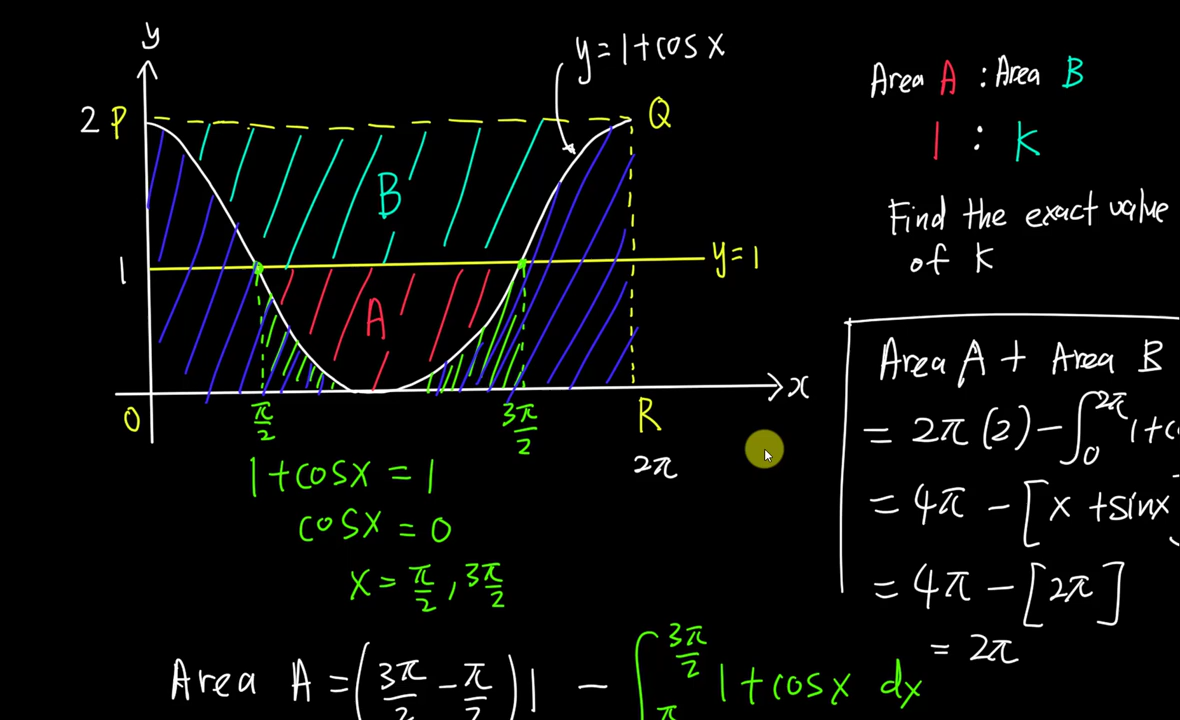 y
y = 1 + cos x
2 P
Q
B
1
y = 1
A
0
π/2
3π/2
R
2π
x
1 + cos x = 1
cos x = 0
x = π/2 , 3π/2
Area A : Area B
1 : K
Find the exact value
of K
Area A + Area B
= 2π (2) − ∫₀^2π 1 +
= 4π − [ x + sin x
= 4π − [ 2π ]
= 2π
Area A = ( 3π/2 − π/2 ) 1 − ∫ 3π/2 1 + cos x dx